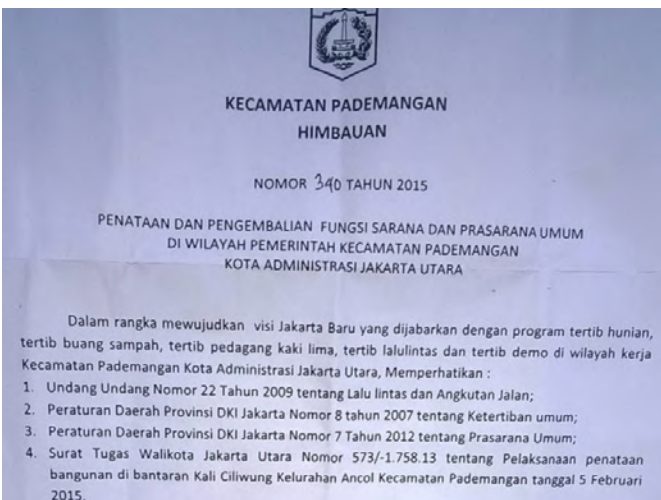 KECAMATAN PADEMANGAN
HIMBAUAN
NOMOR 340 TAHUN 2015
PENATAAN DAN PENGEMBALIAN FUNGSI SARANA DAN PRASARANA UMUM
DI WILAYAH PEMERINTAH KECAMATAN PADEMANGAN
KOTA ADMINISTRASI JAKARTA UTARA
Dalam rangka mewujudkan visi Jakarta Baru yang dijabarkan dengan program tertib hunian,
tertib buang sampah, tertib pedagang kaki lima, tertib lalulintas dan tertib demo di wilayah kerja
Kecamatan Pademangan Kota Administrasi Jakarta Utara, Memperhatikan :
1. Undang Undang Nomor 22 Tahun 2009 tentang Lalu lintas dan Angkutan Jalan;
2. Peraturan Daerah Provinsi DKI Jakarta Nomor 8 tahun 2007 tentang Ketertiban umum;
3. Peraturan Daerah Provinsi DKI Jakarta Nomor 7 Tahun 2012 tentang Prasarana Umum;
4. Surat Tugas Walikota Jakarta Utara Nomor 573/-1.758.13 tentang Pelaksanaan penataan
bangunan di bantaran Kali Ciliwung Kelurahan Ancol Kecamatan Pademangan tanggal 5 Februari
2015.